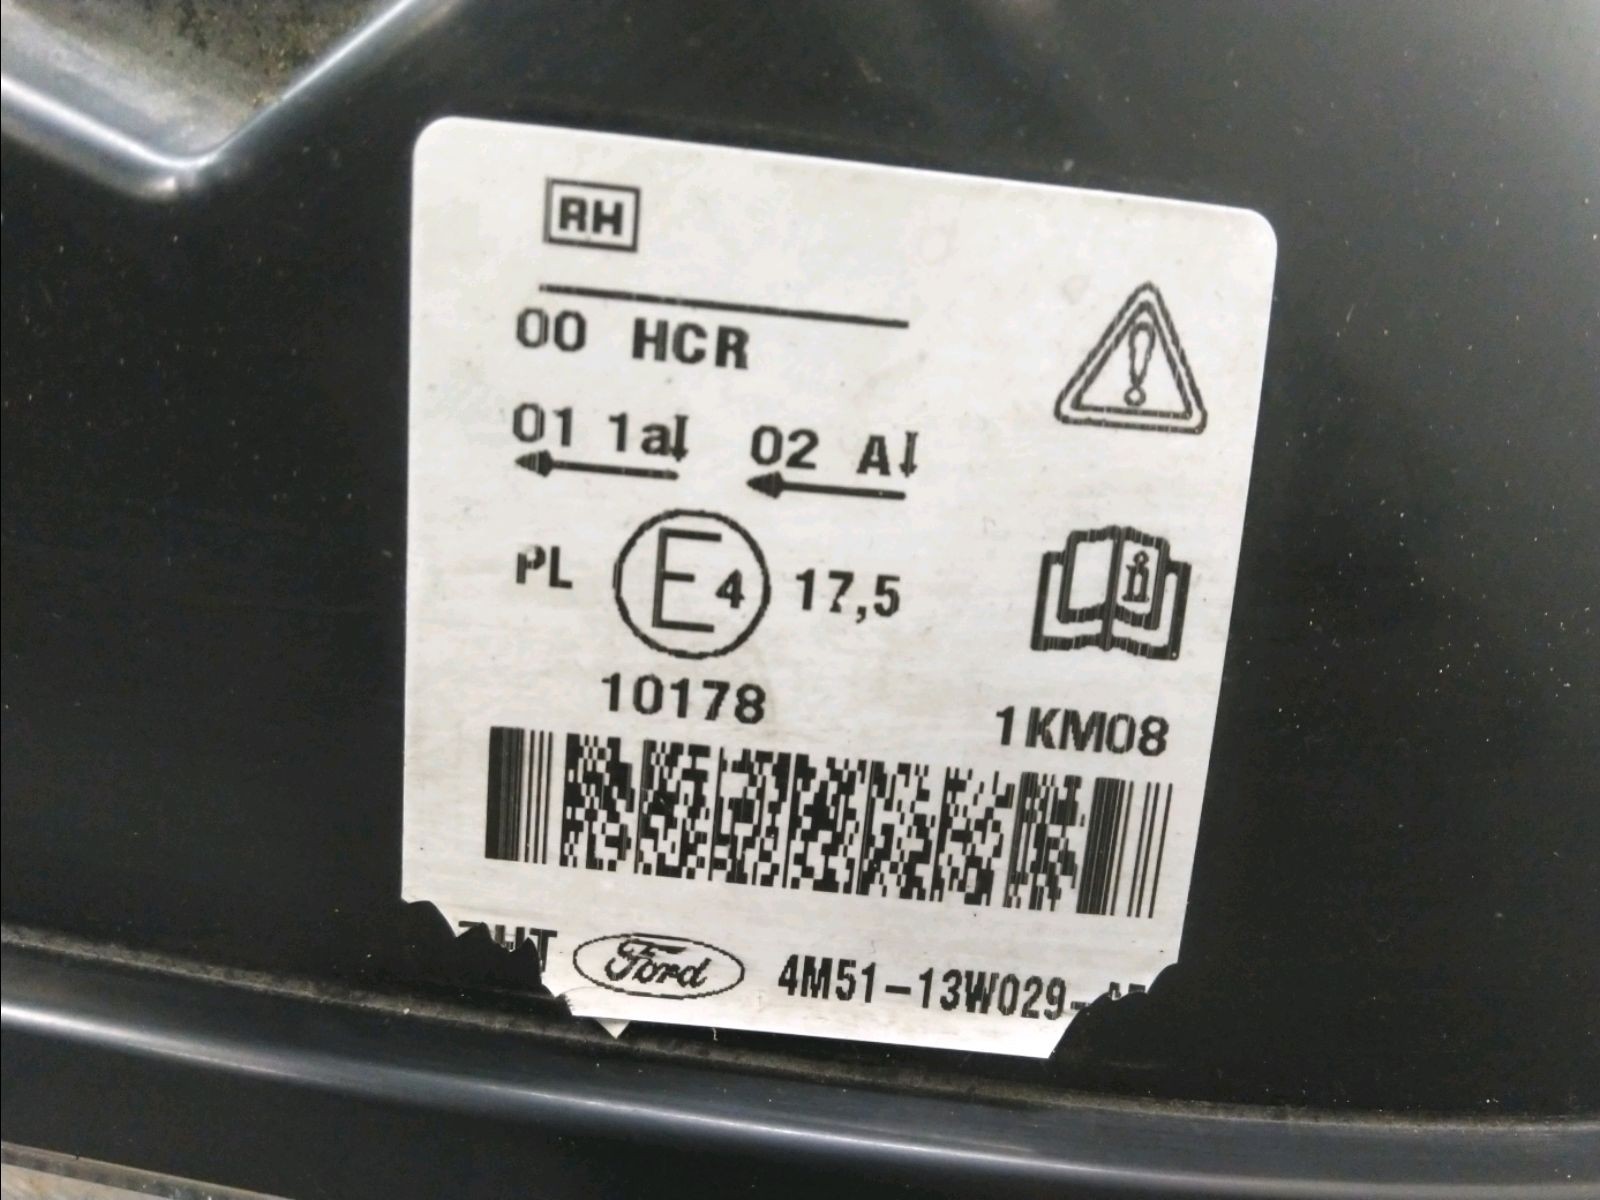 RH
00 HCR
01 1a↓ 02 A↓
PL E4 17,5
10178
1KM08
Ford 4M51-13W029-